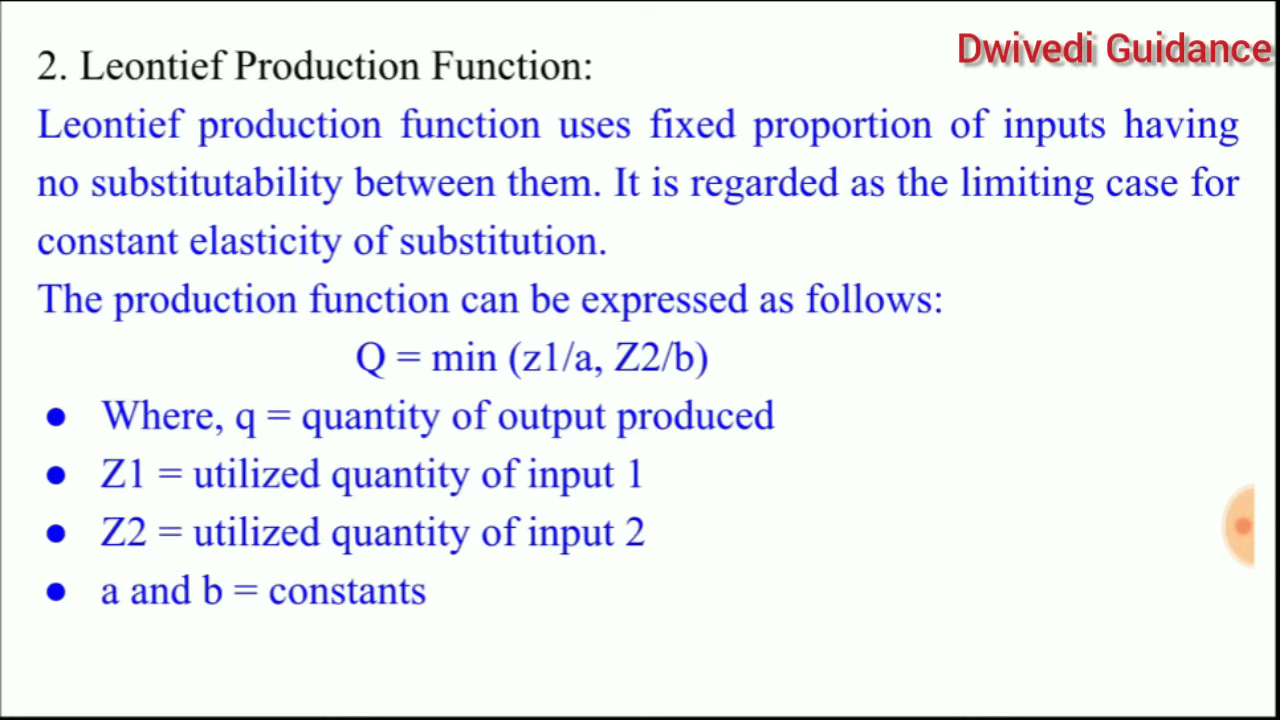 Dwivedi Guidance
2. Leontief Production Function:
Leontief production function uses fixed proportion of inputs having
no substitutability between them. It is regarded as the limiting case for
constant elasticity of substitution.
The production function can be expressed as follows:
Q = min (z1/a, Z2/b)
● Where, q = quantity of output produced
● Z1 = utilized quantity of input 1
● Z2 = utilized quantity of input 2
● a and b = constants